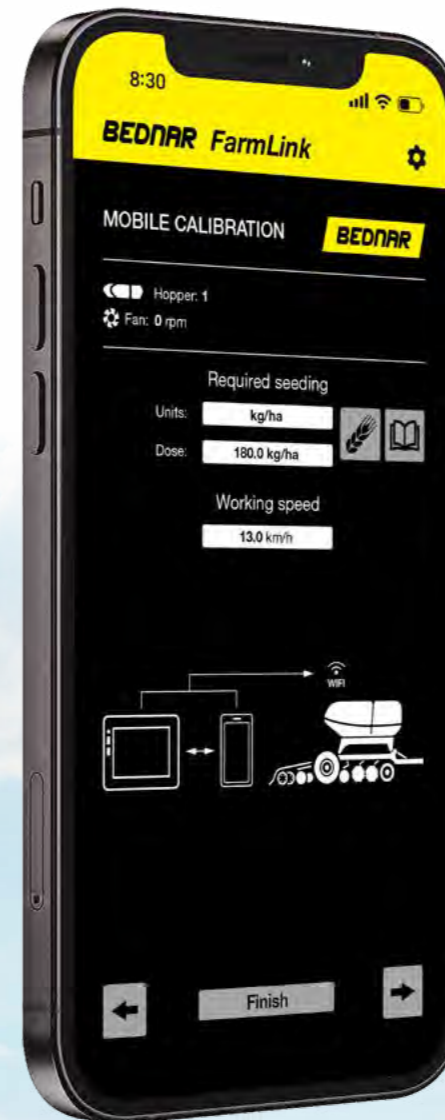 8:30
BEDNAR FarmLink
MOBILE CALIBRATION
BEDNAR
Hopper: 1
Fan: 0 rpm
Required seeding
Units: kg/ha
Dose: 180.0 kg/ha
Working speed
13,0 km/h
WIFI
Finish